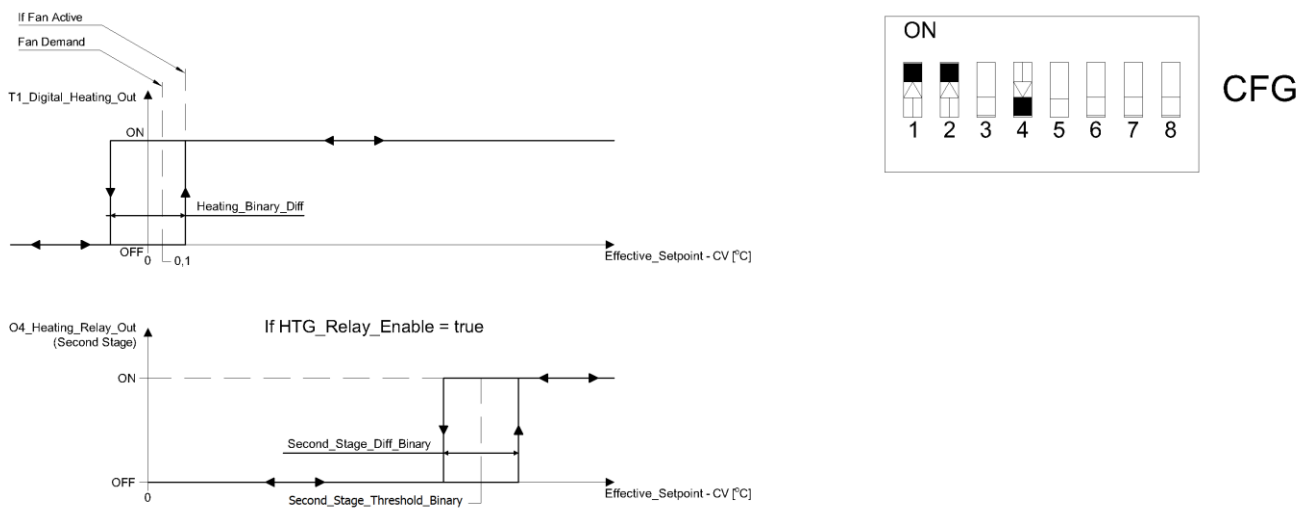 If Fan Active
Fan Demand
T1_Digital_Heating_Out
ON
Heating_Binary_Diff
OFF
0
0,1
Effective_Setpoint - CV [°C]
O4_Heating_Relay_Out
(Second Stage)
If HTG_Relay_Enable = true
ON
Second_Stage_Diff_Binary
OFF
0
Second_Stage_Threshold_Binary
Effective_Setpoint - CV [°C]
ON
CFG
1 2 3 4 5 6 7 8